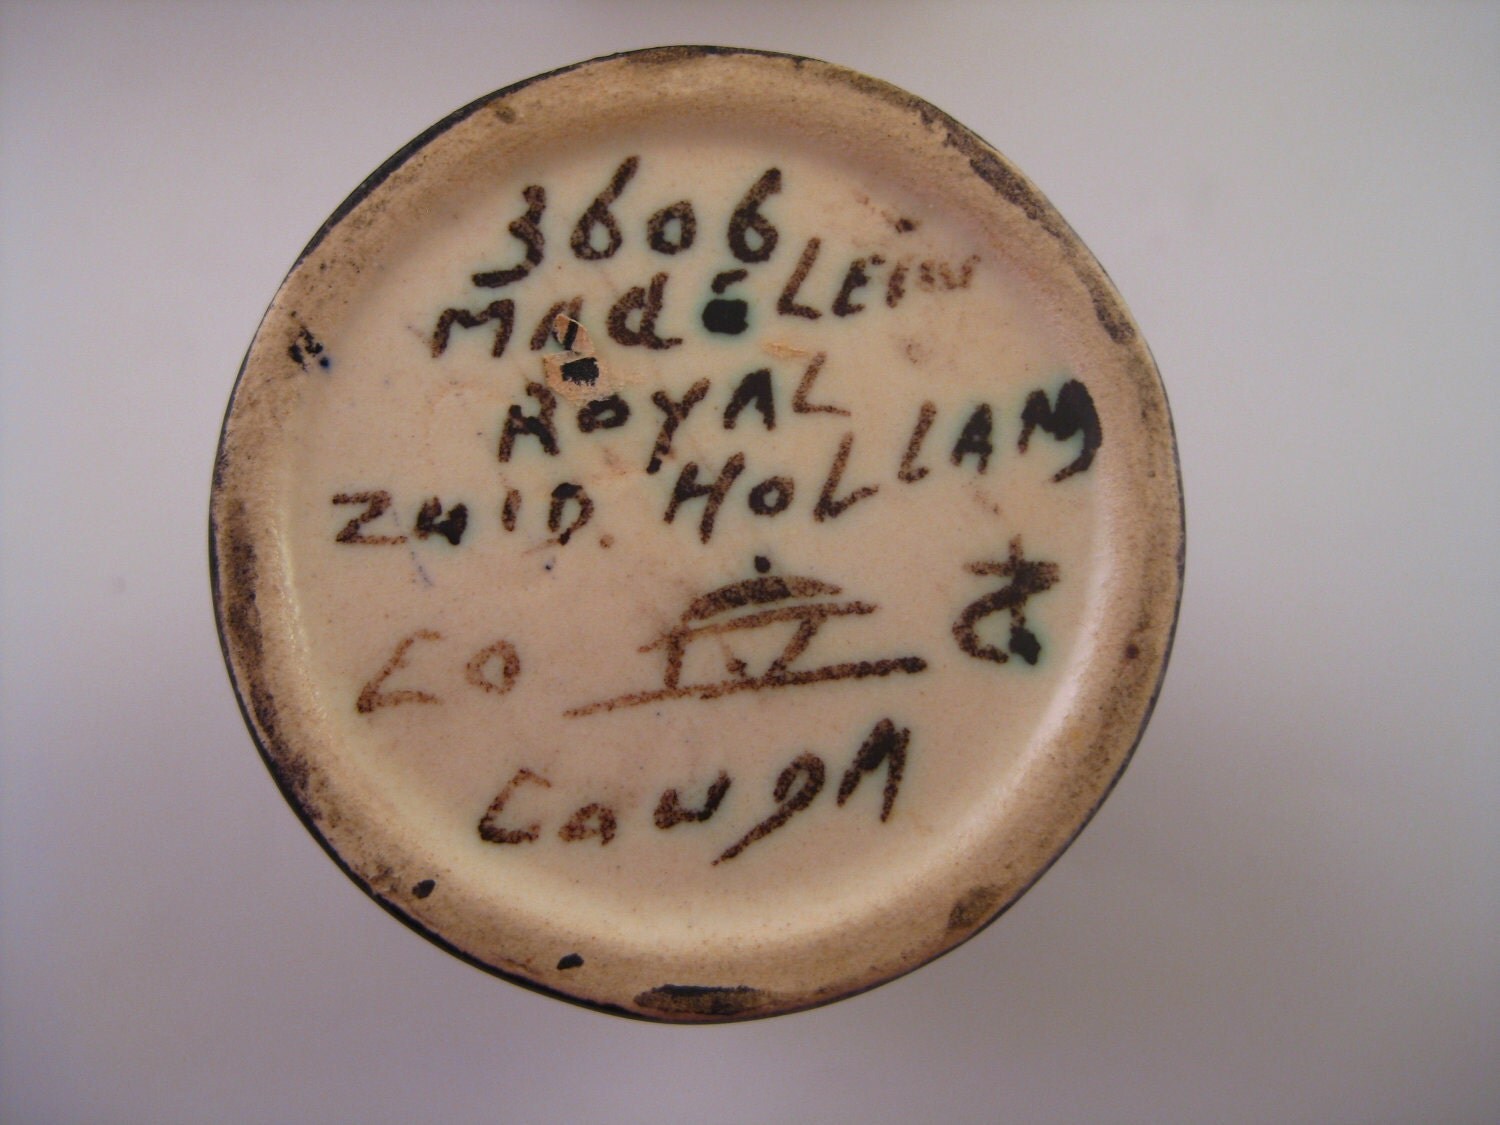 3606
MADELEIN
ROYAL
ZUID. HOLLAND
GOUDA